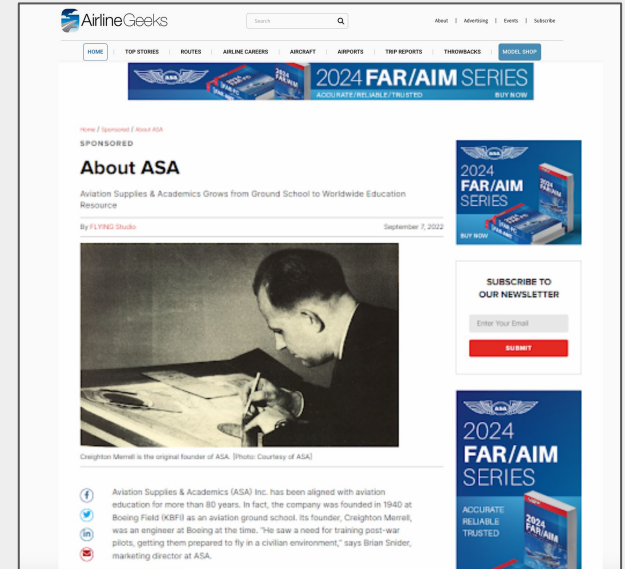 AirlineGeeks
Search
About | Advertising | Events | Subscribe
HOME
TOP STORIES
ROUTES
AIRLINE CAREERS
AIRCRAFT
AIRPORTS
TRIP REPORTS
THROWBACKS
MODEL SHOP
ASA
2024 FAR/AIM SERIES
ACCURATE/RELIABLE/TRUSTED
BUY NOW
Home / Sponsored / About ASA
SPONSORED
About ASA
Aviation Supplies & Academics Grows from Ground School to Worldwide Education
Resource
By FLYING Studio
September 7, 2022
Creighton Merrell is the original founder of ASA. [Photo: Courtesy of ASA]
Aviation Supplies & Academics (ASA) Inc. has been aligned with aviation
education for more than 80 years. In fact, the company was founded in 1940 at
Boeing Field (KBFI) as an aviation ground school. Its founder, Creighton Merrell,
was an engineer at Boeing at the time. "He saw a need for training post-war
pilots, getting them prepared to fly in a civilian environment," says Brian Snider,
marketing director at ASA.
ASA
2024
FAR/AIM
SERIES
BUY NOW
SUBSCRIBE TO
OUR NEWSLETTER
Enter Your Email
SUBMIT
ASA
2024
FAR/AIM
SERIES
ACCURATE
RELIABLE
TRUSTED
2024
FAR/AIM